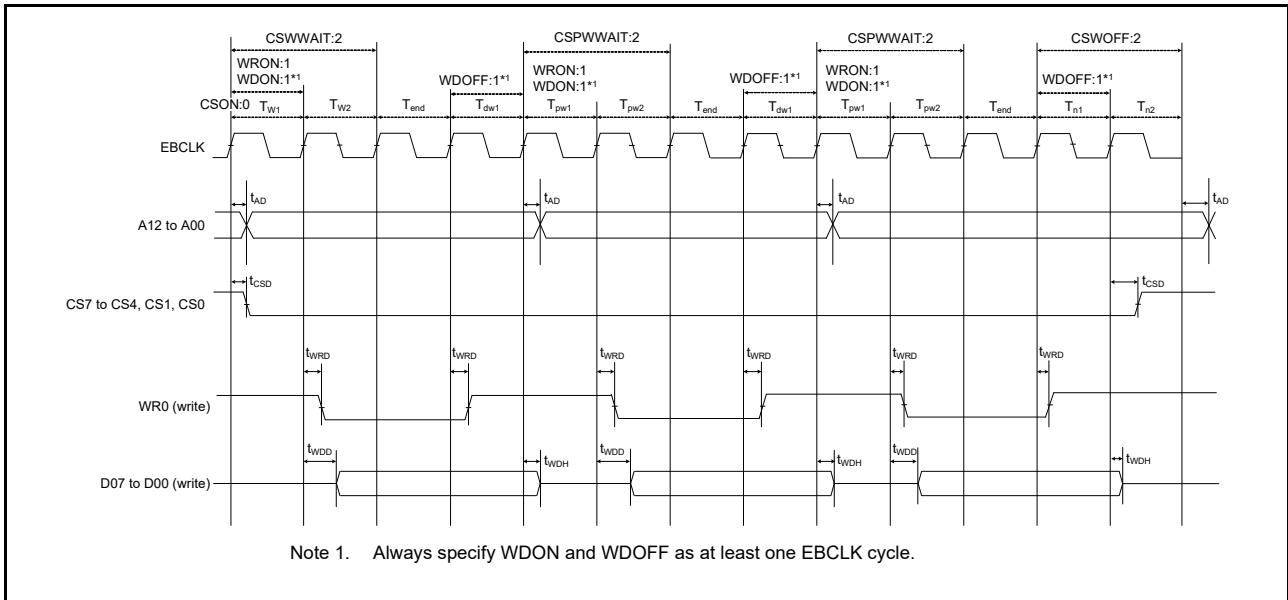 CSWWAIT:2 CSPWWAIT:2 CSPWWAIT:2 CSWOFF:2
WRON:1 WRON:1 WRON:1
WDON:1*1 WDOFF:1*1 WDON:1*1 WDOFF:1*1 WDON:1*1 WDOFF:1*1
CSON:0 TW1 TW2 Tend Tdw1 Tpw1 Tpw2 Tend Tdw1 Tpw1 Tpw2 Tend Tn1 Tn2
EBCLK
tAD tAD tAD tAD
A12 to A00
tCSD tCSD
CS7 to CS4, CS1, CS0
tWRD tWRD tWRD tWRD tWRD tWRD
WR0 (write)
tWDD tWDH tWDD tWDH tWDD tWDH
D07 to D00 (write)
Note 1. Always specify WDON and WDOFF as at least one EBCLK cycle.